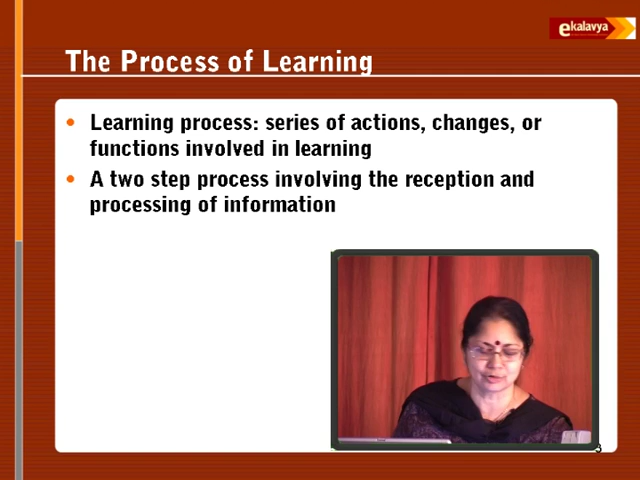 ekalavya
The Process of Learning
• Learning process: series of actions, changes, or
functions involved in learning
• A two step process involving the reception and
processing of information
3